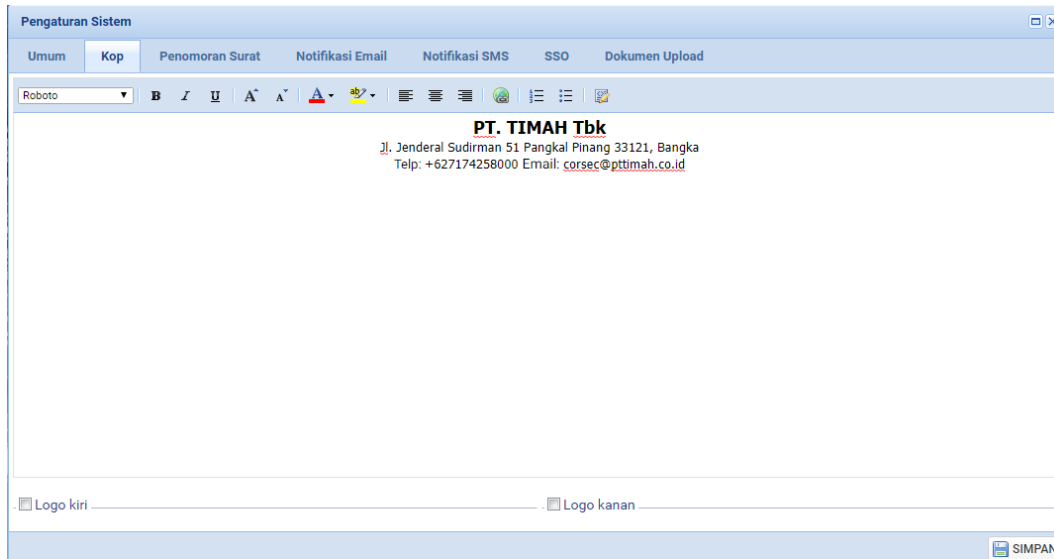 Pengaturan Sistem
Umum Kop Penomoran Surat Notifikasi Email Notifikasi SMS SSO Dokumen Upload
Roboto B I U A A A ab
PT. TIMAH Tbk
Jl. Jenderal Sudirman 51 Pangkal Pinang 33121, Bangka
Telp: +627174258000 Email: corsec@pttimah.co.id
Logo kiri Logo kanan
SIMPAN